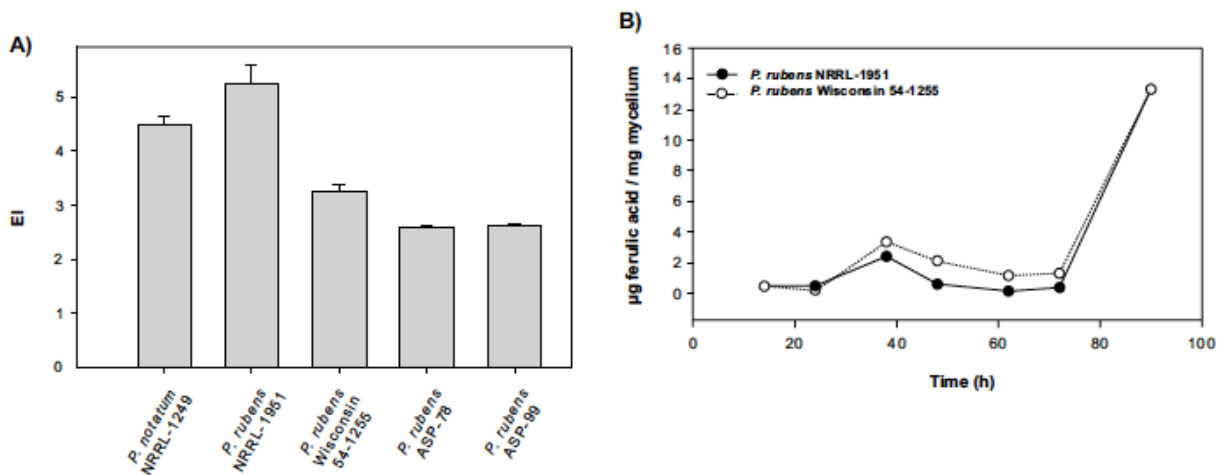 A)
EI
5
4
3
2
1
0
P. notatum
NRRL-1249
P. rubens
NRRL-1951
P. rubens
Wisconsin
54-1255
P. rubens
ASP-78
P. rubens
ASP-99
B)
µg ferulic acid / mg mycelium
16
14
12
10
8
6
4
2
0
P. rubens NRRL-1951
P. rubens Wisconsin 54-1255
0 20 40 60 80 100
Time (h)